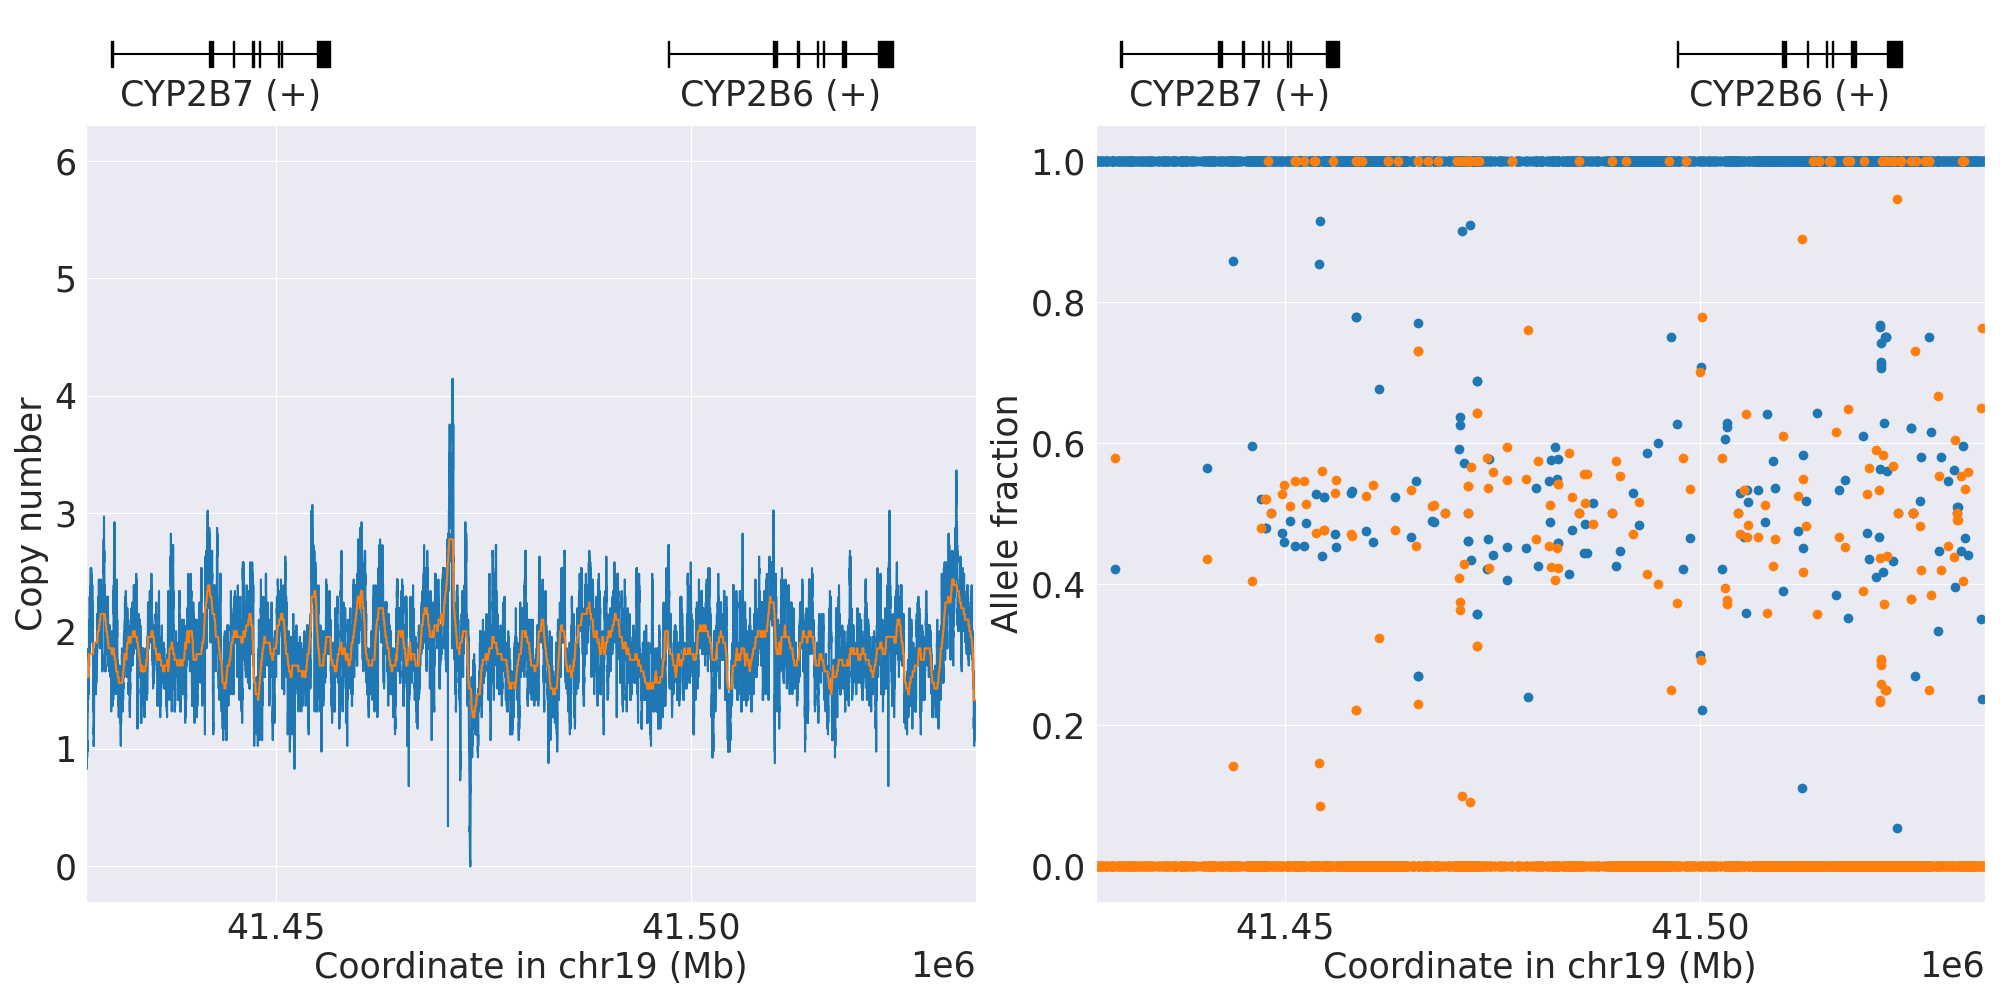 CYP2B7 (+)
CYP2B6 (+)
Copy number
6
5
4
3
2
1
0
41.45
41.50
Coordinate in chr19 (Mb)
1e6
CYP2B7 (+)
CYP2B6 (+)
Allele fraction
1.0
0.8
0.6
0.4
0.2
0.0
41.45
41.50
Coordinate in chr19 (Mb)
1e6